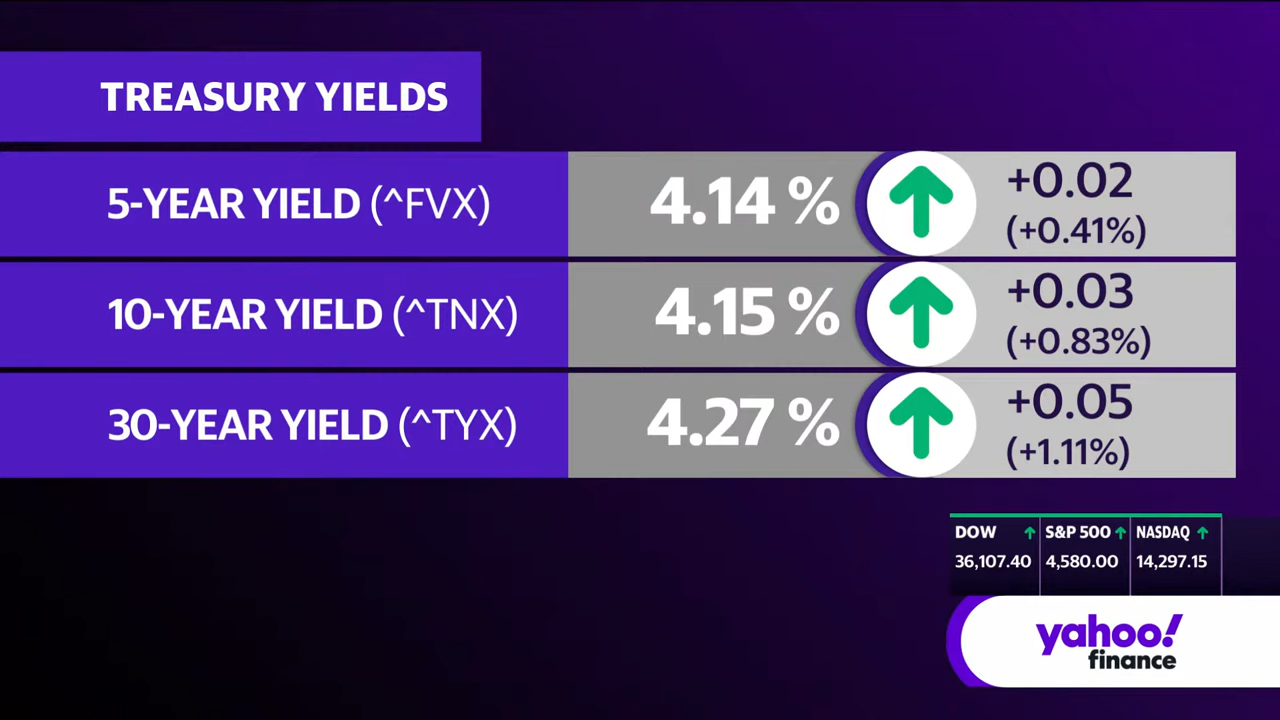 TREASURY YIELDS
5-YEAR YIELD (^FVX) 4.14 % +0.02
(+0.41%)
10-YEAR YIELD (^TNX) 4.15 % +0.03
(+0.83%)
30-YEAR YIELD (^TYX) 4.27 % +0.05
(+1.11%)
DOW S&P 500 NASDAQ
36,107.40 4,580.00 14,297.15
yahoo!
finance